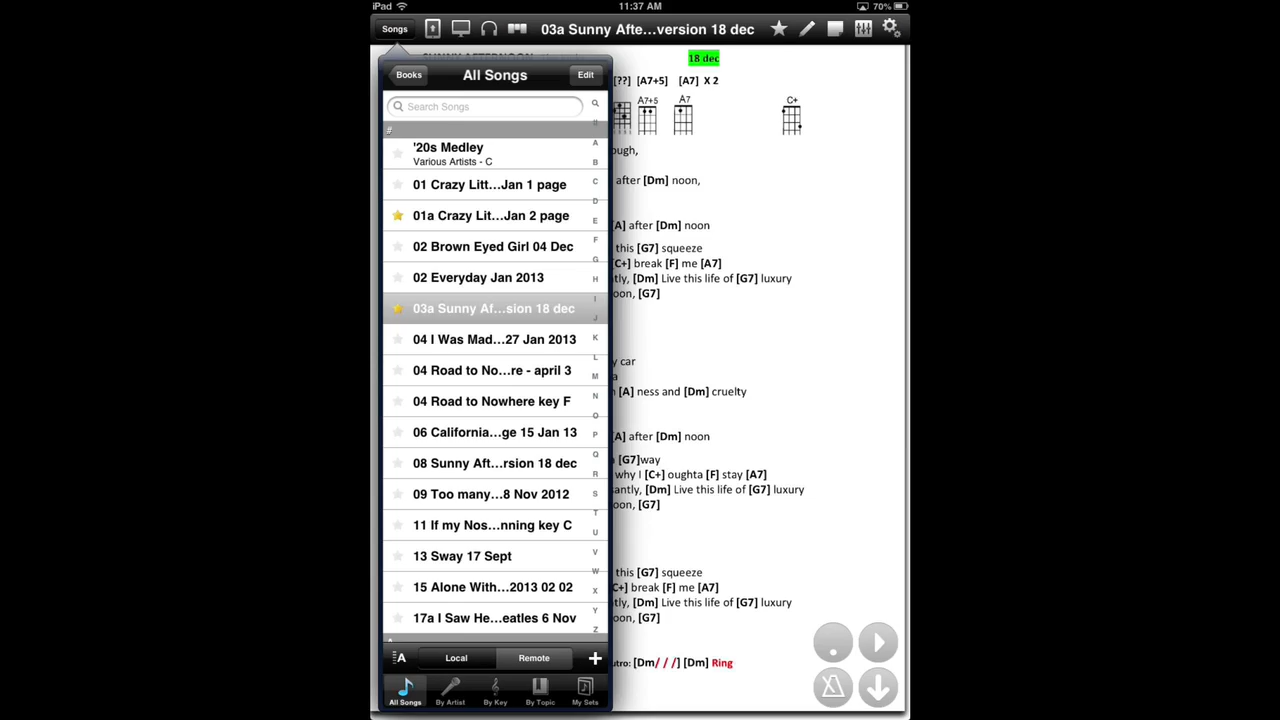 iPad 11:37 AM 70%
Songs 03a Sunny Afte...version 18 dec
18 dec
Books All Songs Edit
[??] [A7+5] [A7] X 2
Search Songs
A7+5 A7 C+
#
'20s Medley
Various Artists - C
ough,
01 Crazy Litt...Jan 1 page
after [Dm] noon,
01a Crazy Lit...Jan 2 page
[A] after [Dm] noon
02 Brown Eyed Girl 04 Dec
this [G7] squeeze
[C+] break [F] me [A7]
02 Everyday Jan 2013
tly, [Dm] Live this life of [G7] luxury
oon, [G7]
03a Sunny Af...sion 18 dec
04 I Was Mad...27 Jan 2013
y car
04 Road to No...re - april 3
a
[A] ness and [Dm] cruelty
04 Road to Nowhere key F
06 California...ge 15 Jan 13
[A] after [Dm] noon
08 Sunny Aft...rsion 18 dec
[G7]way
why I [C+] oughta [F] stay [A7]
09 Too many...8 Nov 2012
santly, [Dm] Live this life of [G7] luxury
oon, [G7]
11 If my Nos...nning key C
13 Sway 17 Sept
this [G7] squeeze
15 Alone With...2013 02 02
C+] break [F] me [A7]
tly, [Dm] Live this life of [G7] luxury
17a I Saw He...eatles 6 Nov
oon, [G7]
A
B
C
D
E
F
G
H
I
J
K
L
M
N
O
P
Q
R
S
T
U
V
W
X
Y
Z
A Local Remote +
utro: [Dm/ / /] [Dm] Ring
All Songs By Artist By Key By Topic My Sets